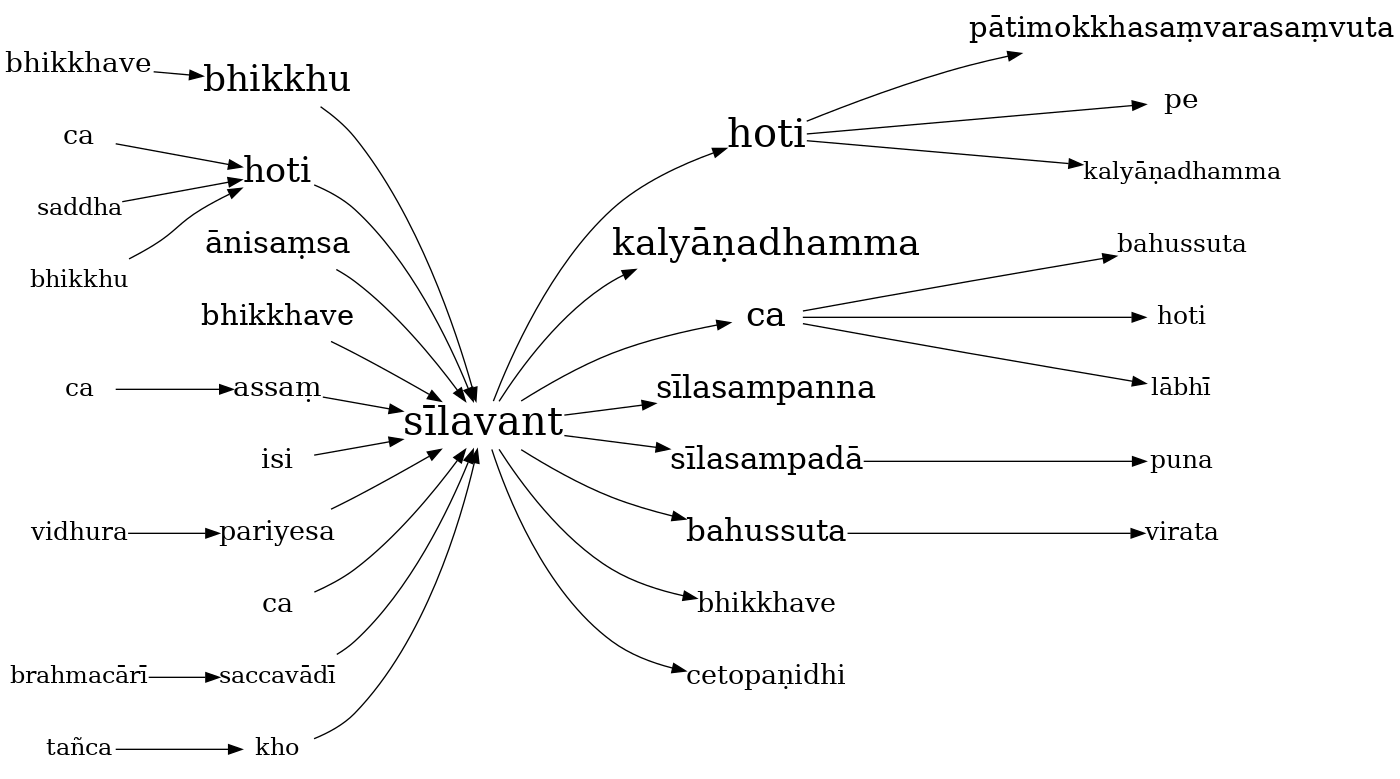 pātimokkhasaṃvarasaṃvuta
bhikkhave
bhikkhu
pe
ca
hoti
hoti
kalyāṇadhamma
saddha
ānisaṃsa
kalyāṇadhamma
bahussuta
bhikkhu
bhikkhave
ca
hoti
ca
assaṃ
sīlasampanna
lābhī
sīlavant
isi
sīlasampadā
puna
vidhura
pariyesa
bahussuta
virata
ca
bhikkhave
brahmacārī
saccavādī
cetopaṇidhi
tañca
kho